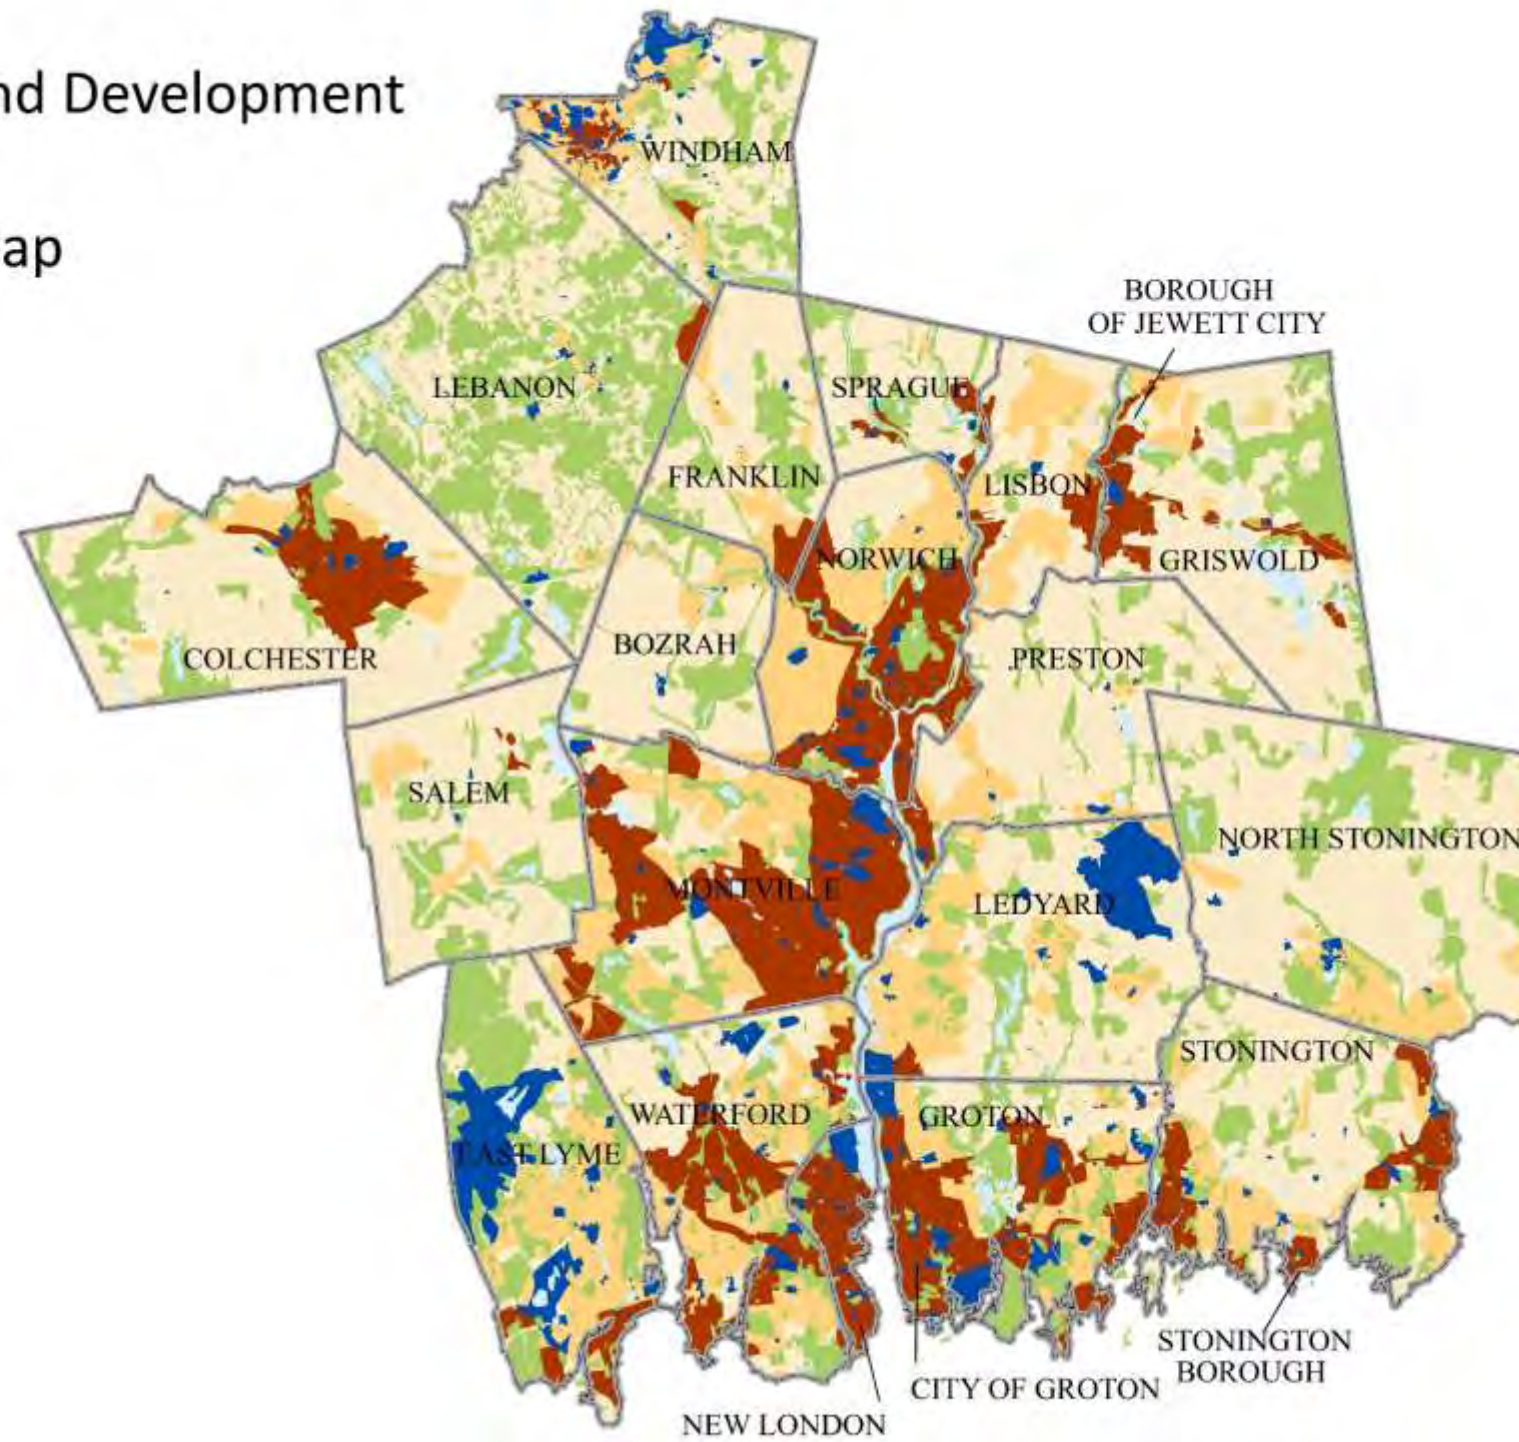 nd Development
ap
WINDHAM
BOROUGH
OF JEWETT CITY
LEBANON
SPRAGUE
FRANKLIN
LISBON
NORWICH
GRISWOLD
BOZRAH
COLCHESTER
PRESTON
SALEM
NORTH STONINGTON
MONTVILLE
LEDYARD
STONINGTON
WATERFORD
GROTON
EAST LYME
STONINGTON
BOROUGH
CITY OF GROTON
NEW LONDON